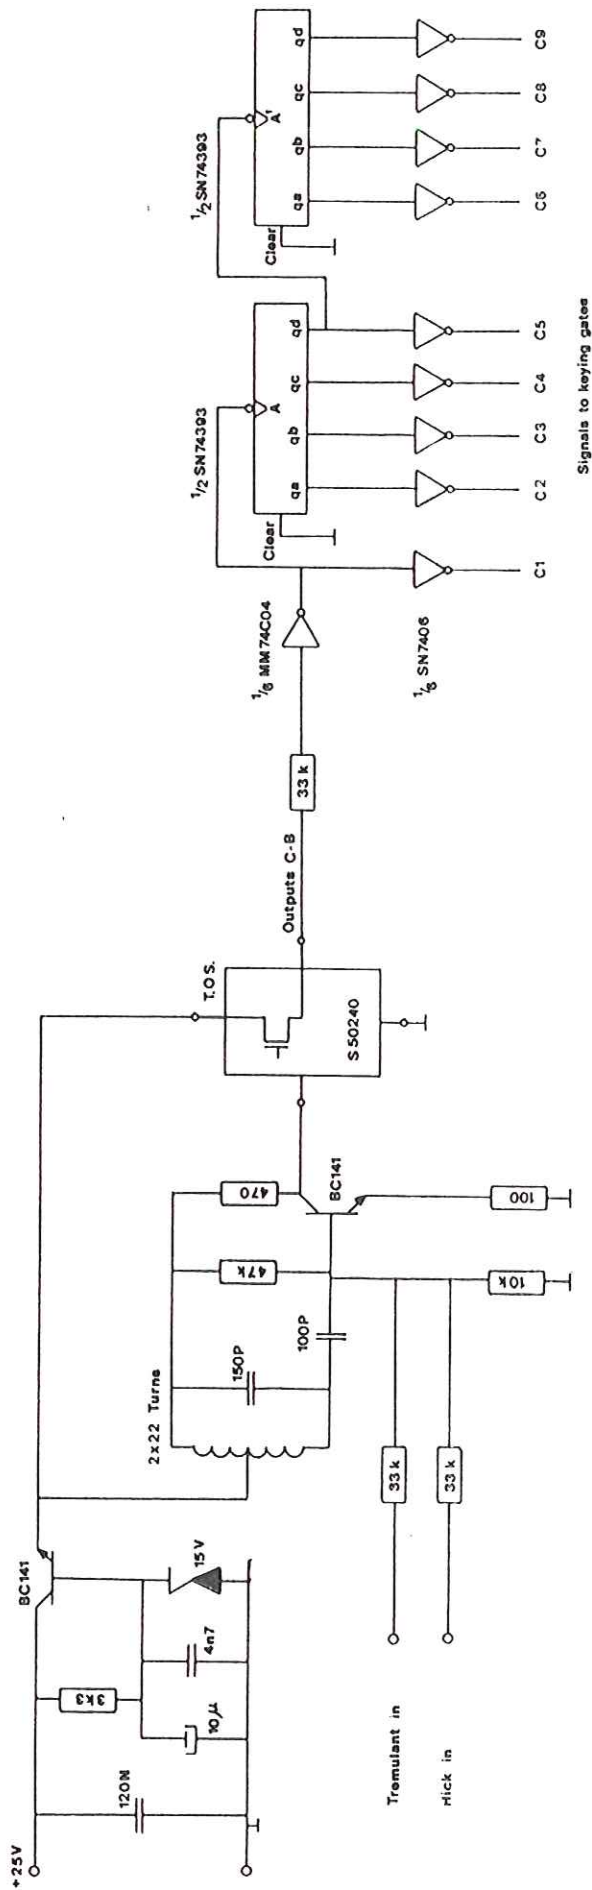 +25V
120N
3k3
10µ
4n7
15V
BC141
Tremulant in
Hick in
33k
33k
2x22 Turns
150P
100P
47k
470
BC141
10k
100
T.O.S.
S50240
Outputs C-B
33k
1/6 MM74C04
1/6 SN7406
1/2 SN74393
Clear
A
qa
qb
qc
qd
1/2 SN74393
Clear
A'
qa
qb
qc
qd
C1
C2
C3
C4
C5
C6
C7
C8
C9
Signals to keying gates